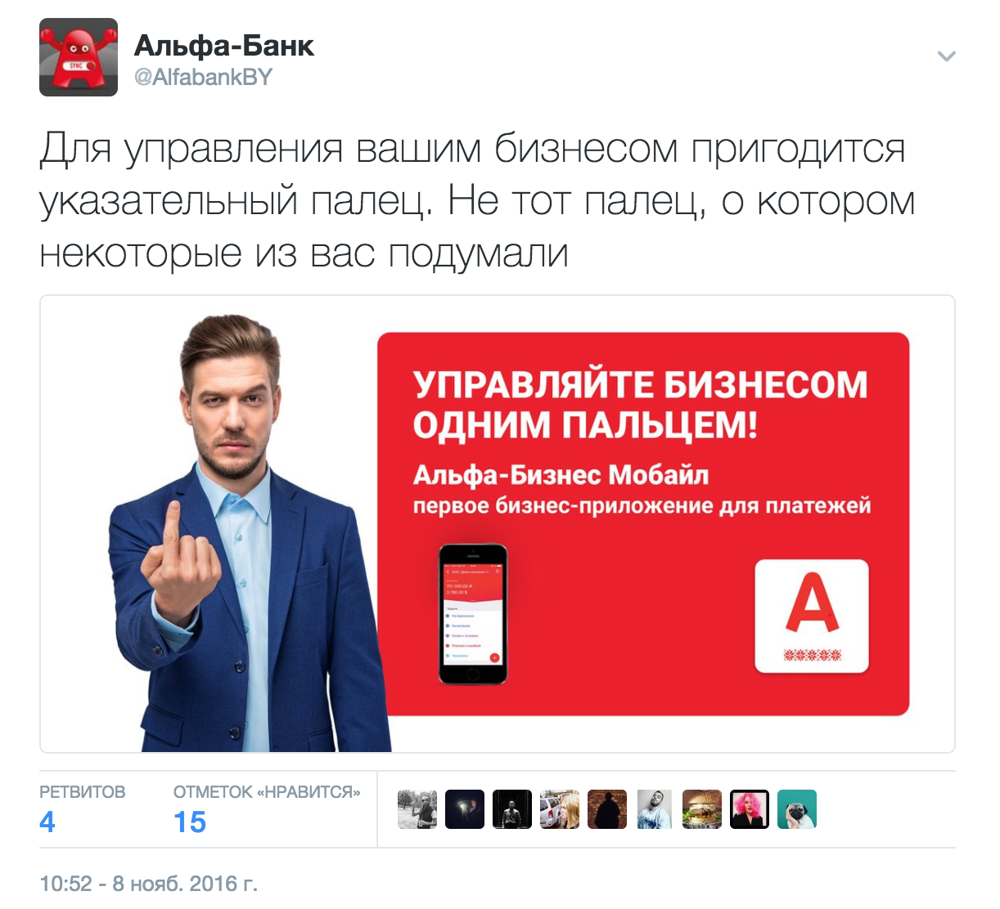 Альфа-Банк
@AlfabankBY
SYNC
Для управления вашим бизнесом пригодится
указательный палец. Не тот палец, о котором
некоторые из вас подумали
УПРАВЛЯЙТЕ БИЗНЕСОМ
ОДНИМ ПАЛЬЦЕМ!
Альфа-Бизнес Мобайл
первое бизнес-приложение для платежей
А
РЕТВИТОВ
4
ОТМЕТОК «НРАВИТСЯ»
15
10:52 - 8 нояб. 2016 г.